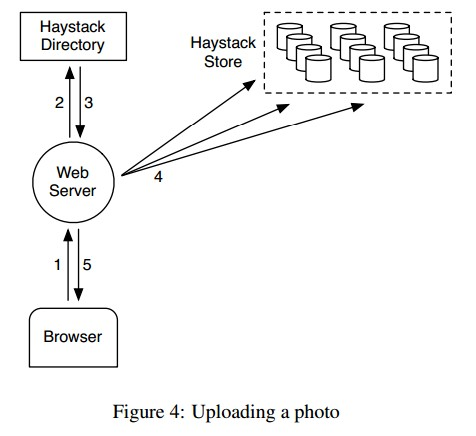 Haystack
Directory
Haystack
Store
2
3
Web
Server
4
1
5
Browser
Figure 4: Uploading a photo